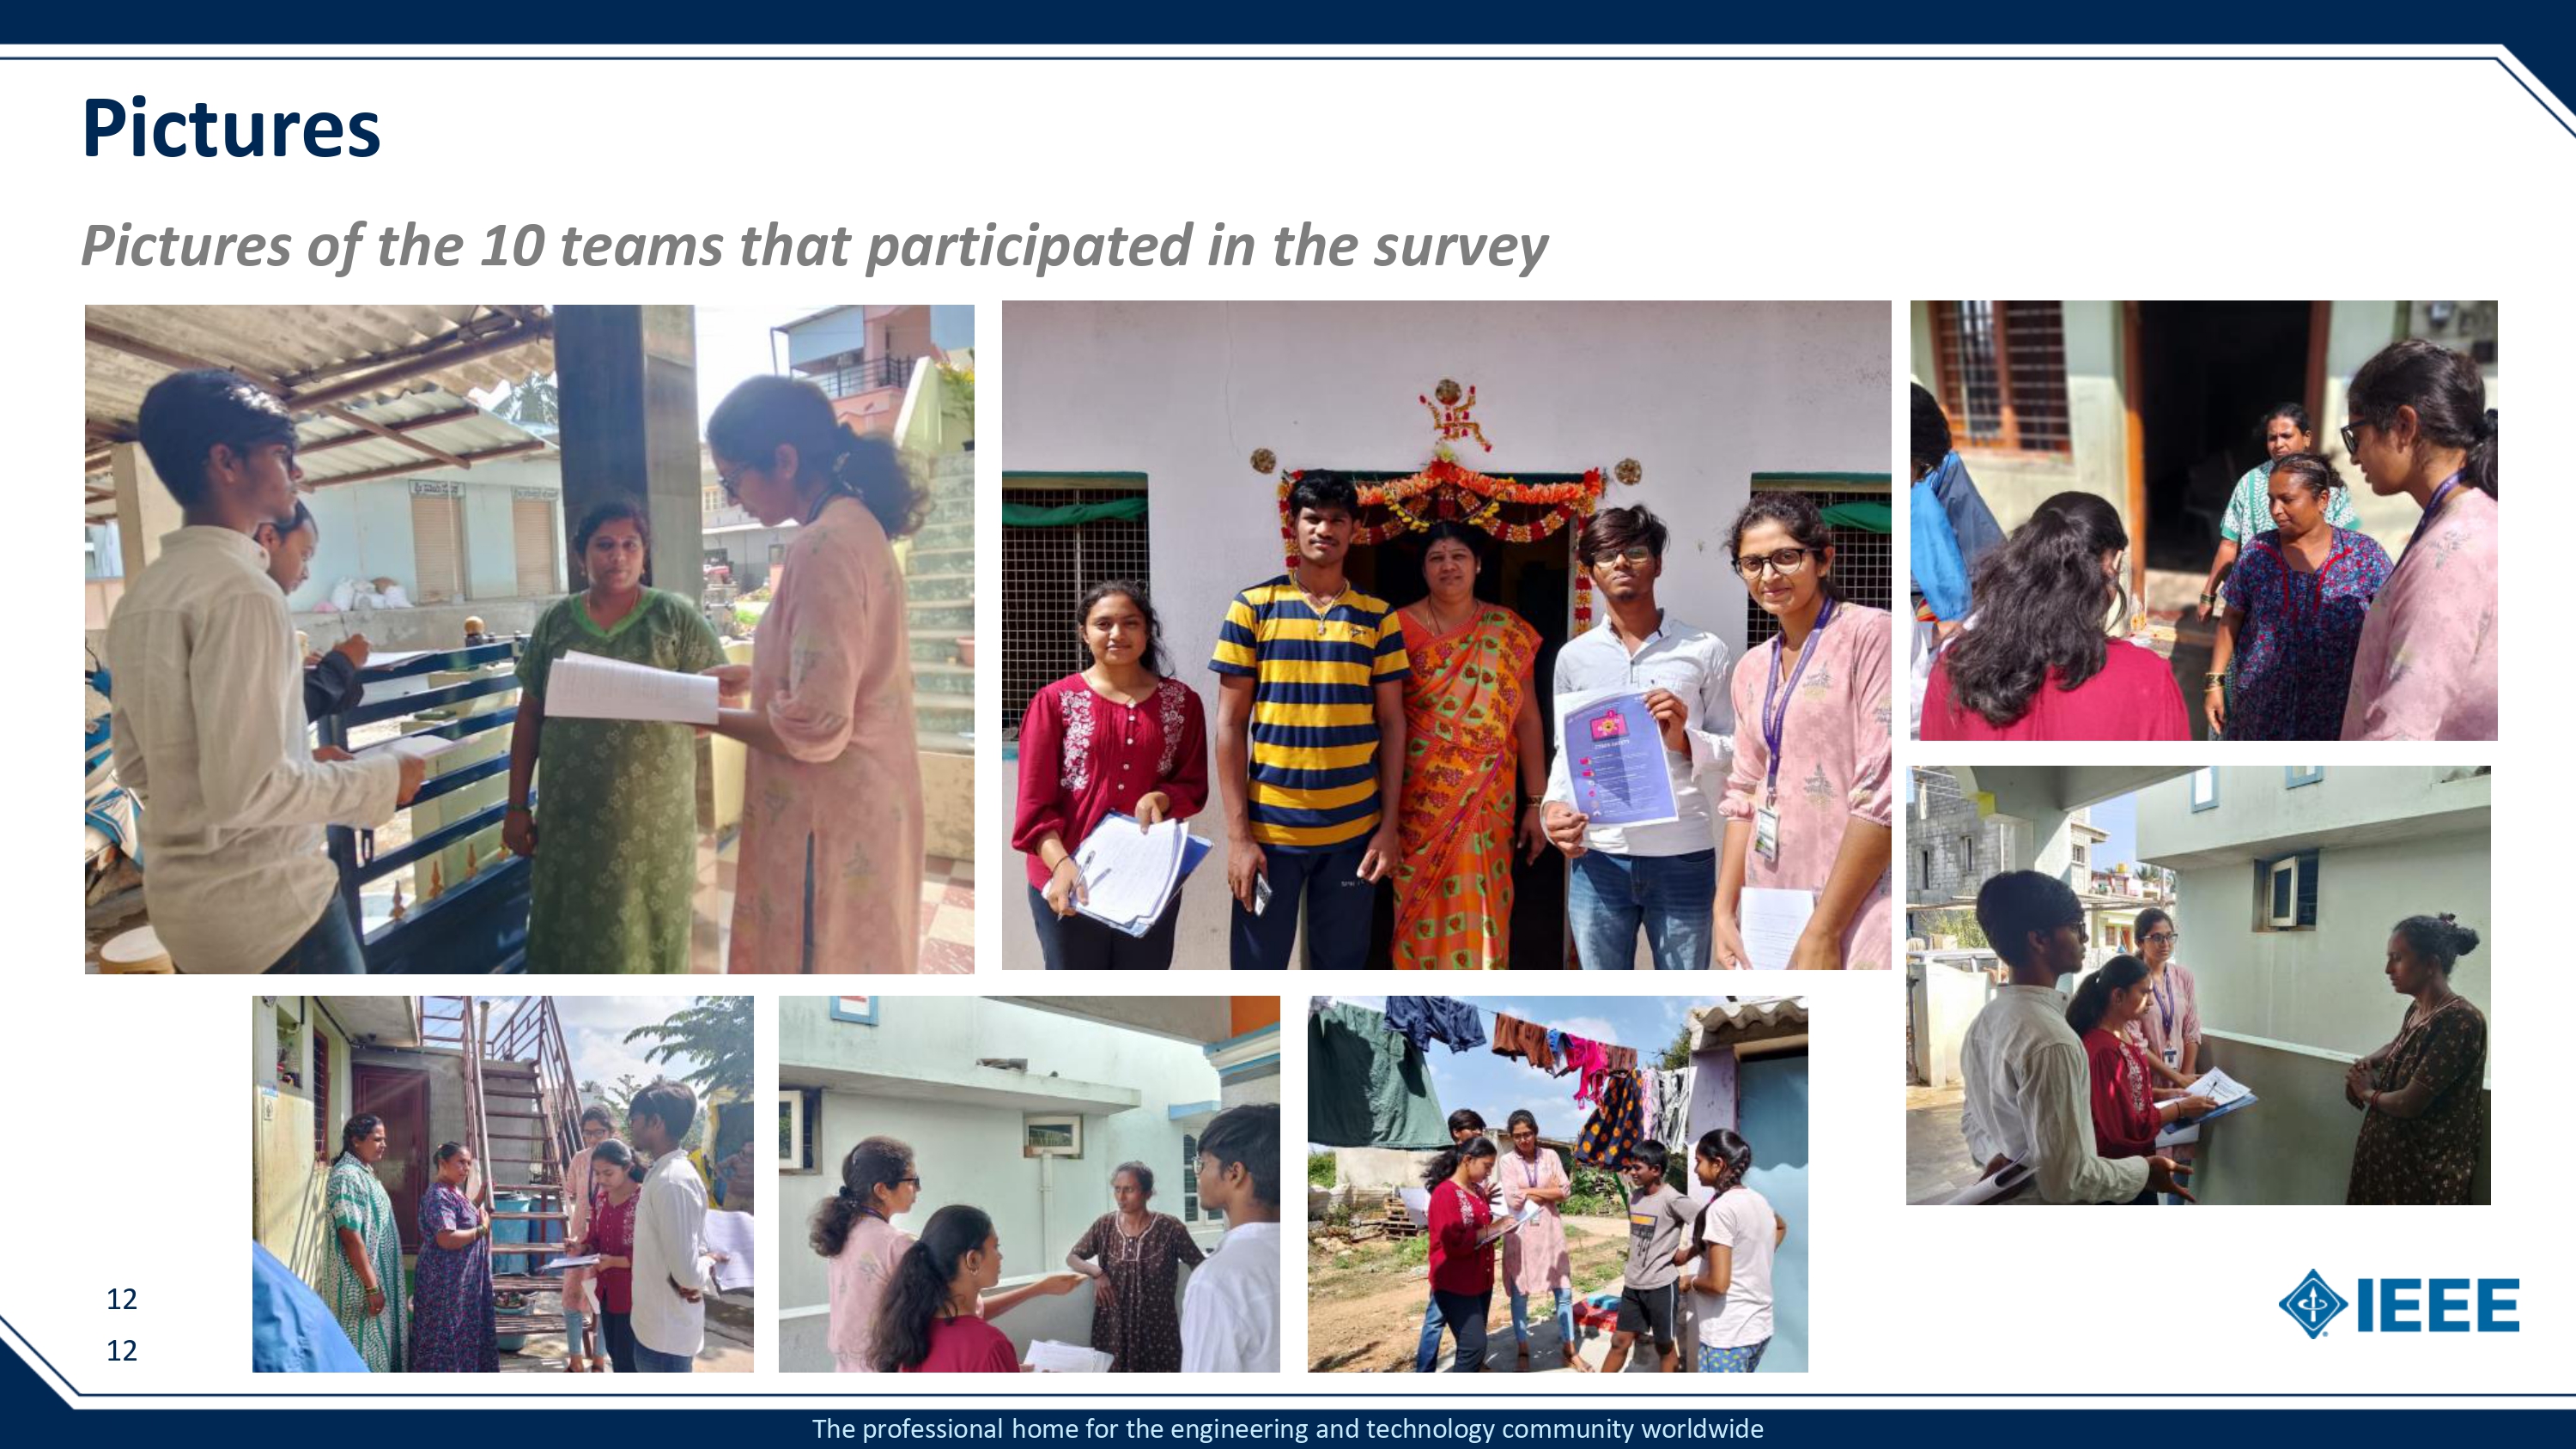 Pictures
Pictures of the 10 teams that participated in the survey
12
12
IEEE
The professional home for the engineering and technology community worldwide